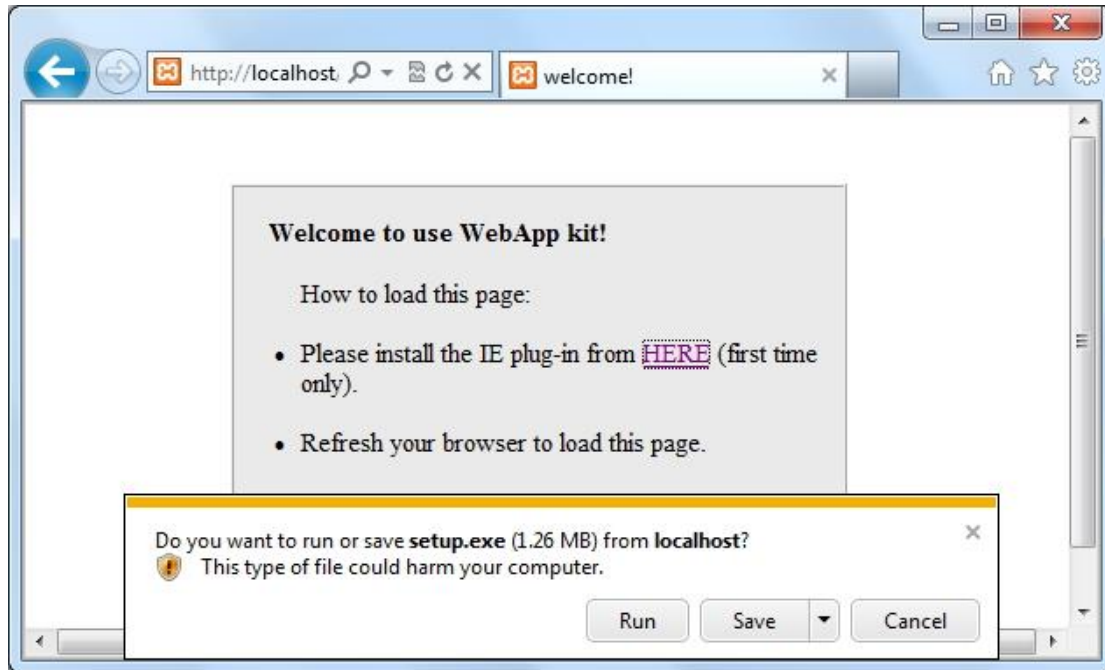 http://localhost
welcome!
Welcome to use WebApp kit!
How to load this page:
• Please install the IE plug-in from HERE (first time
only).
• Refresh your browser to load this page.
Do you want to run or save setup.exe (1.26 MB) from localhost?
This type of file could harm your computer.
Run Save Cancel